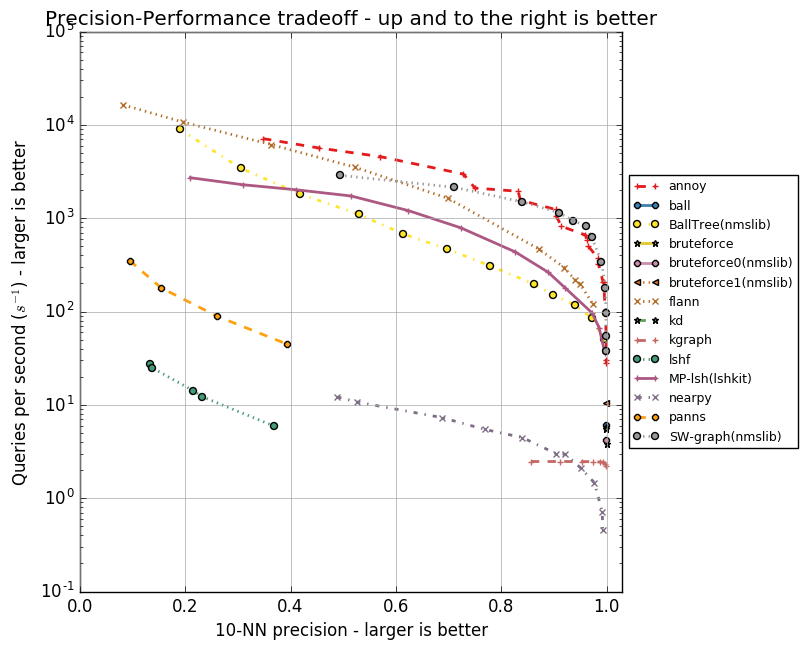 Precision-Performance tradeoff - up and to the right is better
10^5
10^4
10^3
10^2
10^1
10^0
10^-1
Queries per second (s^-1) - larger is better
0.0 0.2 0.4 0.6 0.8 1.0
10-NN precision - larger is better
annoy
ball
BallTree(nmslib)
bruteforce
bruteforce0(nmslib)
bruteforce1(nmslib)
flann
kd
kgraph
lshf
MP-lsh(lshkit)
nearpy
panns
SW-graph(nmslib)